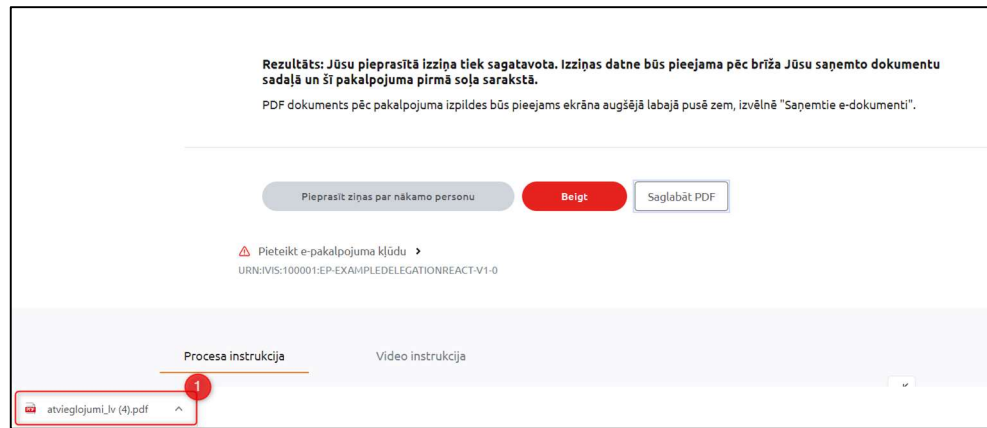 Rezultāts: Jūsu pieprasītā izziņa tiek sagatavota. Izziņas datne būs pieejama pēc brīža Jūsu saņemto dokumentu
sadaļā un šī pakalpojuma pirmā soļa sarakstā.
PDF dokuments pēc pakalpojuma izpildes būs pieejams ekrāna augšējā labajā pusē zem, izvēlnē "Saņemtie e-dokumenti".
Pieprasīt ziņas par nākamo personu
Beigt
Saglabāt PDF
Pieteikt e-pakalpojuma kļūdu
URN:IVIS:100001:EP-EXAMPLEDELEGATIONREACT-V1-0
Procesa instrukcija
Video instrukcija
1
atvieglojumi_lv (4).pdf